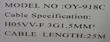 MODEL NO:OY-918C
Cable Specification:
H05VV-F 3G1.5MM²
CABLE LENGTH:25M